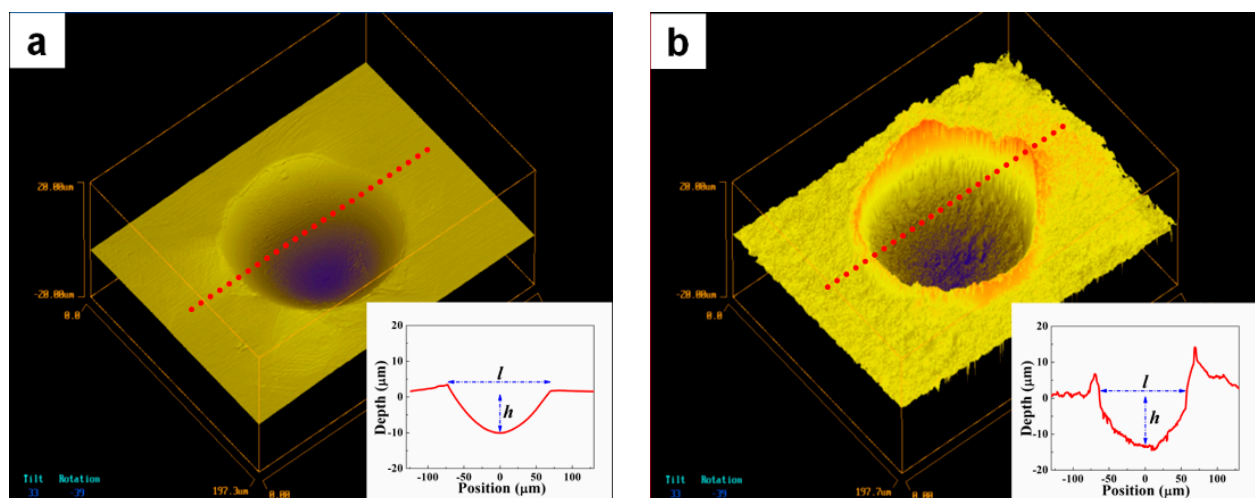 a
20.00um
-20.00um
0.0
Tilt Rotation
33 -39
197.3um
0.00
20
10
0
-10
-20
Depth (μm)
l
h
-100 -50 0 50 100
Position (μm)
b
20.00um
-20.00um
0.0
Tilt Rotation
33 -39
197.7um
0.00
20
10
0
-10
-20
Depth (μm)
l
h
-100 -50 0 50 100
Position (μm)